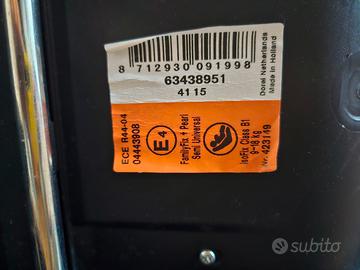 8 712930 091998
63438951
41 15
Dorel Netherlands
Made in Holland
ECE R44-04
04443908
E4
FamilyFix + Pearl
Semi Universal
IsoFix Class B1
9-18 kg
Nr. 423149
subito